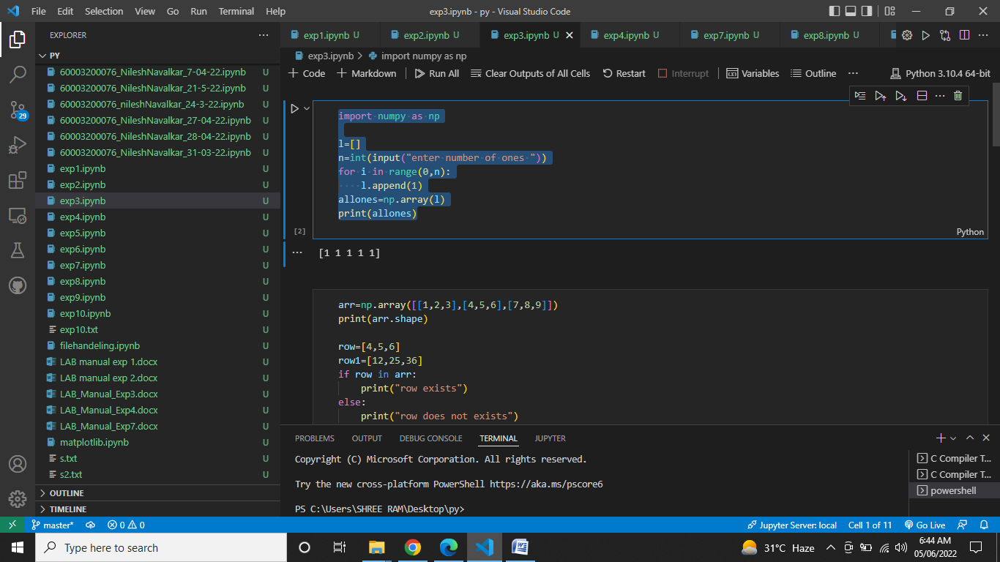 File Edit Selection View Go Run Terminal Help exp3.ipynb - py - Visual Studio Code
EXPLORER
PY
60003200076_NileshNavalkar_7-04-22.ipynb U
60003200076_NileshNavalkar_21-5-22.ipynb U
60003200076_nileshNavalkar_24-3-22.ipynb U
60003200076_NileshNavalkar_27-04-22.ipynb U
60003200076_NileshNavalkar_28-04-22.ipynb U
60003200076_NileshNavalkar_31-03-22.ipynb U
exp1.ipynb U
exp2.ipynb U
exp3.ipynb U
exp4.ipynb U
exp5.ipynb U
exp6.ipynb U
exp7.ipynb U
exp8.ipynb U
exp9.ipynb U
exp10.ipynb U
exp10.txt U
filehandeling.ipynb U
LAB manual exp 1.docx U
LAB manual exp 2.docx U
LAB_Manual_Exp3.docx U
LAB_Manual_Exp4.docx U
LAB_Manual_Exp7.docx U
matplotlib.ipynb U
s.txt U
s2.txt U
OUTLINE
TIMELINE
29
exp1.ipynb U exp2.ipynb U exp3.ipynb U exp4.ipynb U exp7.ipynb U exp8.ipynb U
exp3.ipynb > import numpy as np
+ Code + Markdown Run All Clear Outputs of All Cells Restart Interrupt Variables Outline ... Python 3.10.4 64-bit
import numpy as np
l=[]
n=int(input("enter number of ones "))
for i in range(0,n):
    l.append(1)
allones=np.array(l)
print(allones)
[2]
Python
[1 1 1 1 1]
arr=np.array([[1,2,3],[4,5,6],[7,8,9]])
print(arr.shape)
row=[4,5,6]
row1=[12,25,36]
if row in arr:
    print("row exists")
else:
    print("row does not exists")
PROBLEMS OUTPUT DEBUG CONSOLE TERMINAL JUPYTER
Copyright (C) Microsoft Corporation. All rights reserved.
Try the new cross-platform PowerShell https://aka.ms/pscore6
PS C:\Users\SHREE RAM\Desktop\py>
C Compiler T...
C Compiler T...
powershell
master* 0 0 Jupyter Server: local Cell 1 of 11 Go Live
Type here to search
31°C Haze
6:44 AM
05/06/2022